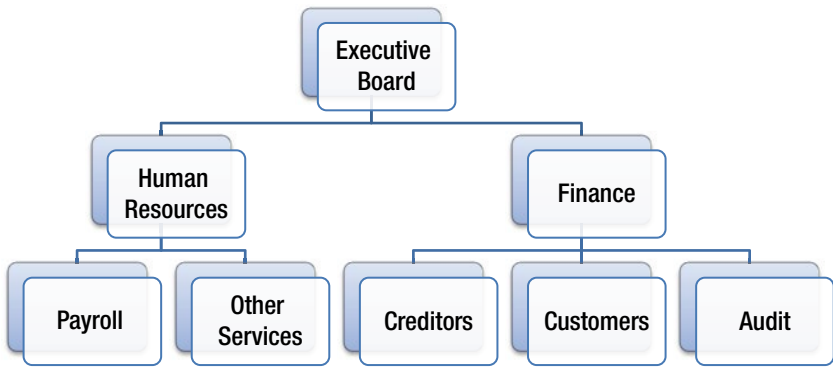 Executive
Board
Human
Resources
Finance
Payroll
Other
Services
Creditors
Customers
Audit